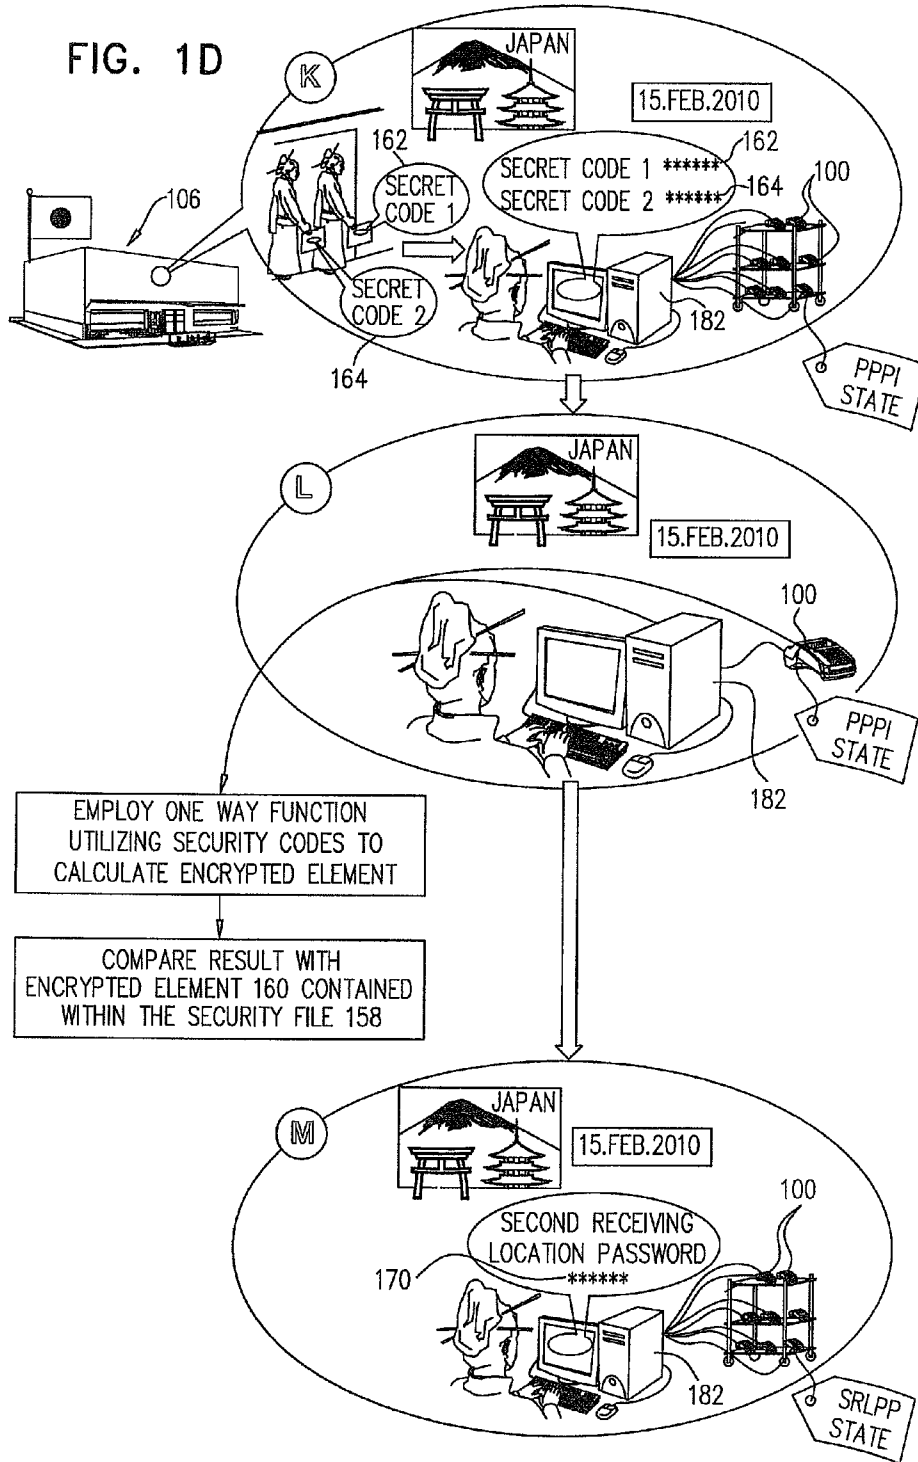 FIG. 1D
K
JAPAN
15.FEB.2010
162
162
SECRET CODE 1 ******
SECRET CODE 2 ******
164
100
106
SECRET
CODE 1
SECRET
CODE 2
164
182
PPPI
STATE
L
JAPAN
15.FEB.2010
100
PPPI
STATE
182
EMPLOY ONE WAY FUNCTION
UTILIZING SECURITY CODES TO
CALCULATE ENCRYPTED ELEMENT
COMPARE RESULT WITH
ENCRYPTED ELEMENT 160 CONTAINED
WITHIN THE SECURITY FILE 158
M
JAPAN
15.FEB.2010
SECOND RECEIVING
LOCATION PASSWORD
******
170
100
182
SRLPP
STATE